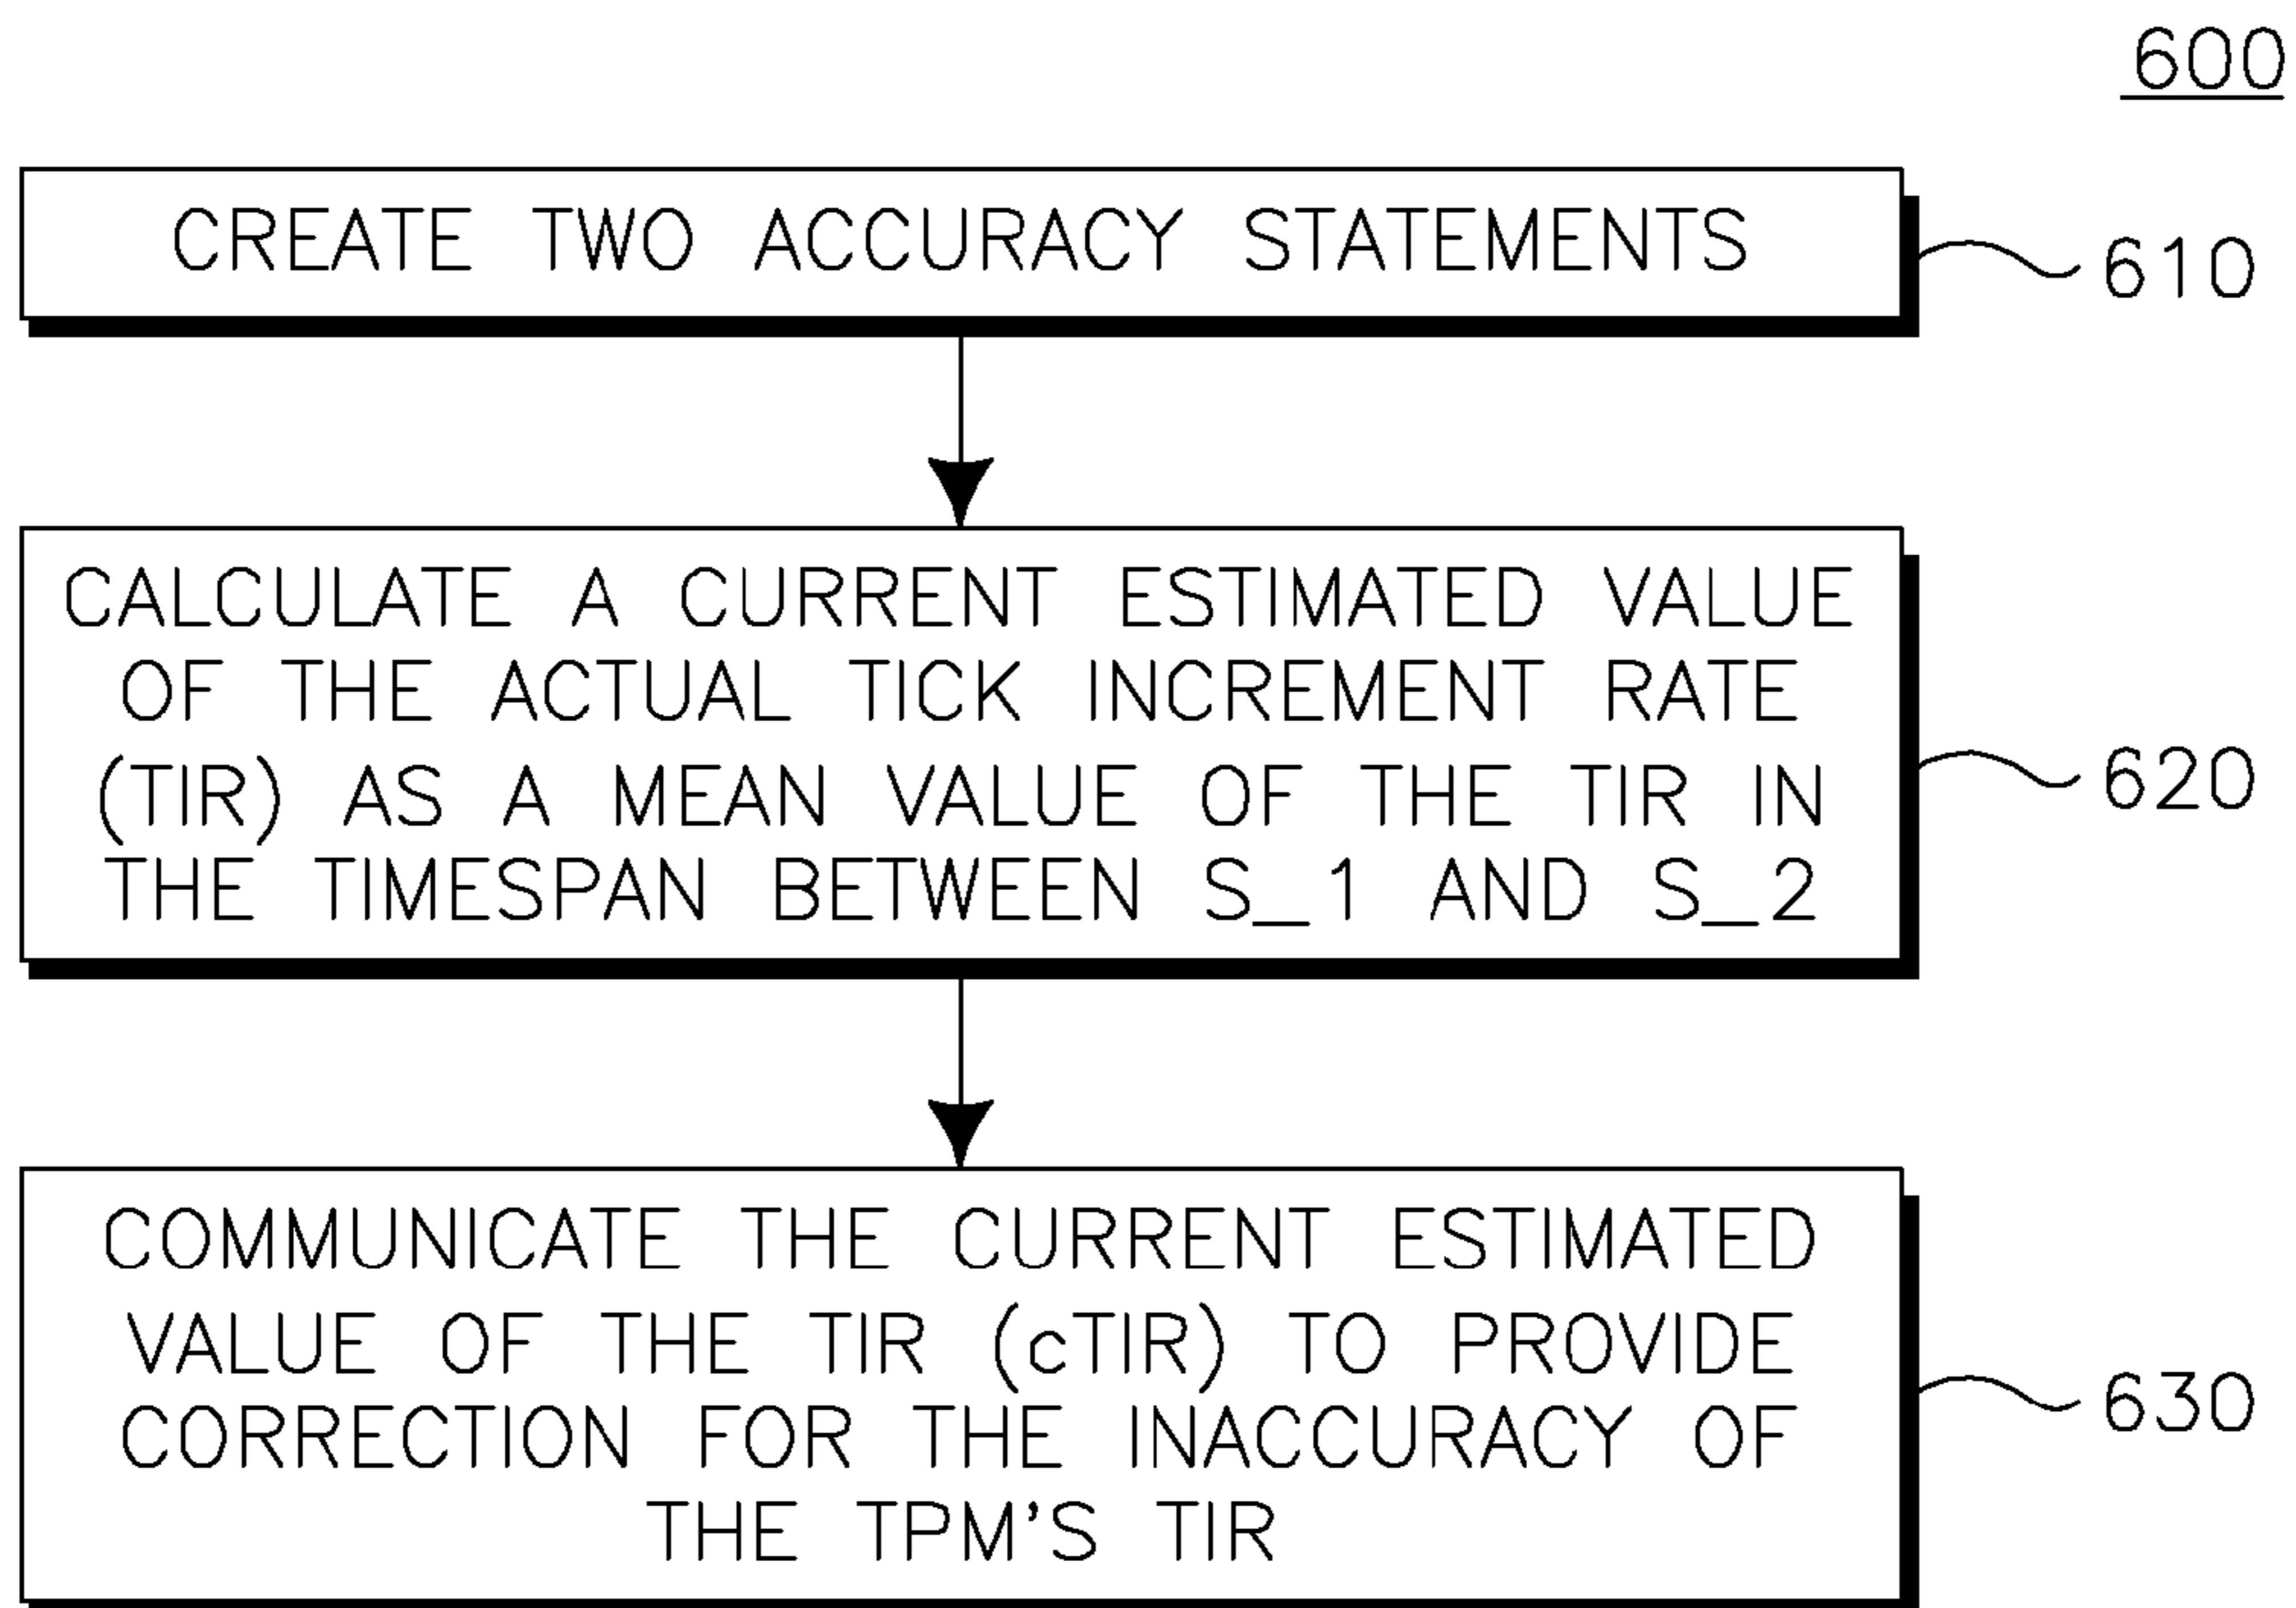 600
CREATE TWO ACCURACY STATEMENTS
610
CALCULATE A CURRENT ESTIMATED VALUE
OF THE ACTUAL TICK INCREMENT RATE
(TIR) AS A MEAN VALUE OF THE TIR IN
THE TIMESPAN BETWEEN S_1 AND S_2
620
COMMUNICATE THE CURRENT ESTIMATED
VALUE OF THE TIR (cTIR) TO PROVIDE
CORRECTION FOR THE INACCURACY OF
THE TPM'S TIR
630